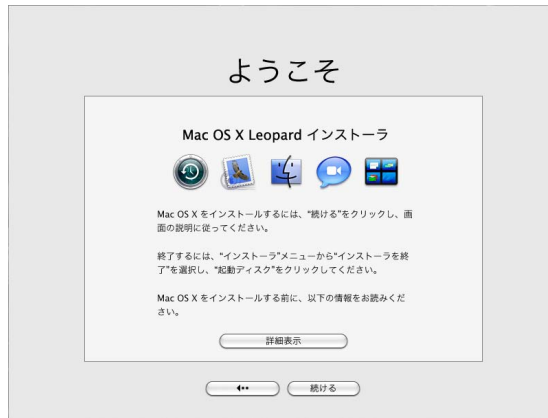 ようこそ
Mac OS X Leopard インストーラ
Mac OS X をインストールするには、“続ける”をクリックし、画
面の説明に従ってください。
終了するには、“インストーラ”メニューから“インストーラを終
了”を選択し、“起動ディスク”をクリックしてください。
Mac OS X をインストールする前に、以下の情報をお読みくだ
さい。
詳細表示
続ける